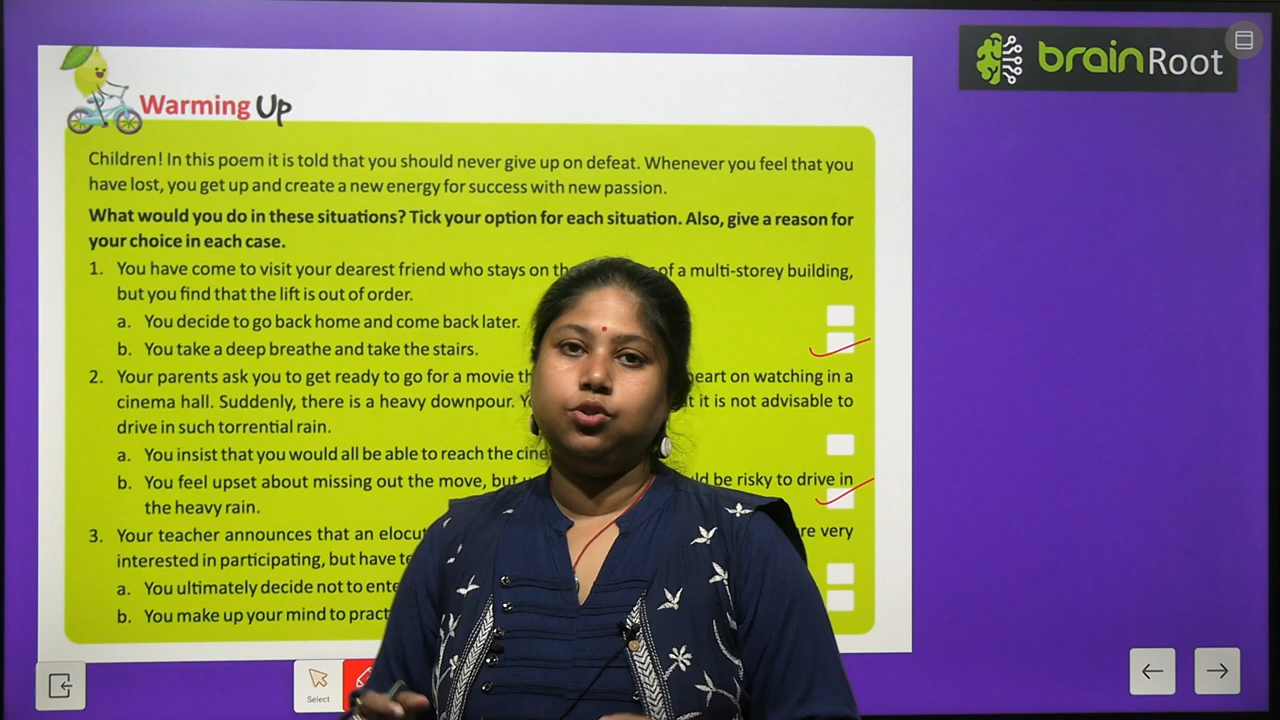 brainRoot
Warming Up
Children! In this poem it is told that you should never give up on defeat. Whenever you feel that you
have lost, you get up and create a new energy for success with new passion.
What would you do in these situations? Tick your option for each situation. Also, give a reason for
your choice in each case.
1. You have come to visit your dearest friend who stays on the of a multi-storey building,
but you find that the lift is out of order.
a. You decide to go back home and come back later.
b. You take a deep breathe and take the stairs.
2. Your parents ask you to get ready to go for a movie on watching in a
cinema hall. Suddenly, there is a heavy downpour. it is not advisable to
drive in such torrential rain.
a. You insist that you would all be able to reach the
b. You feel upset about missing out the move, but be risky to drive in
the heavy rain.
3. Your teacher announces that an are very
interested in participating, but have
a. You ultimately decide not to
b. You make up your mind to
Select